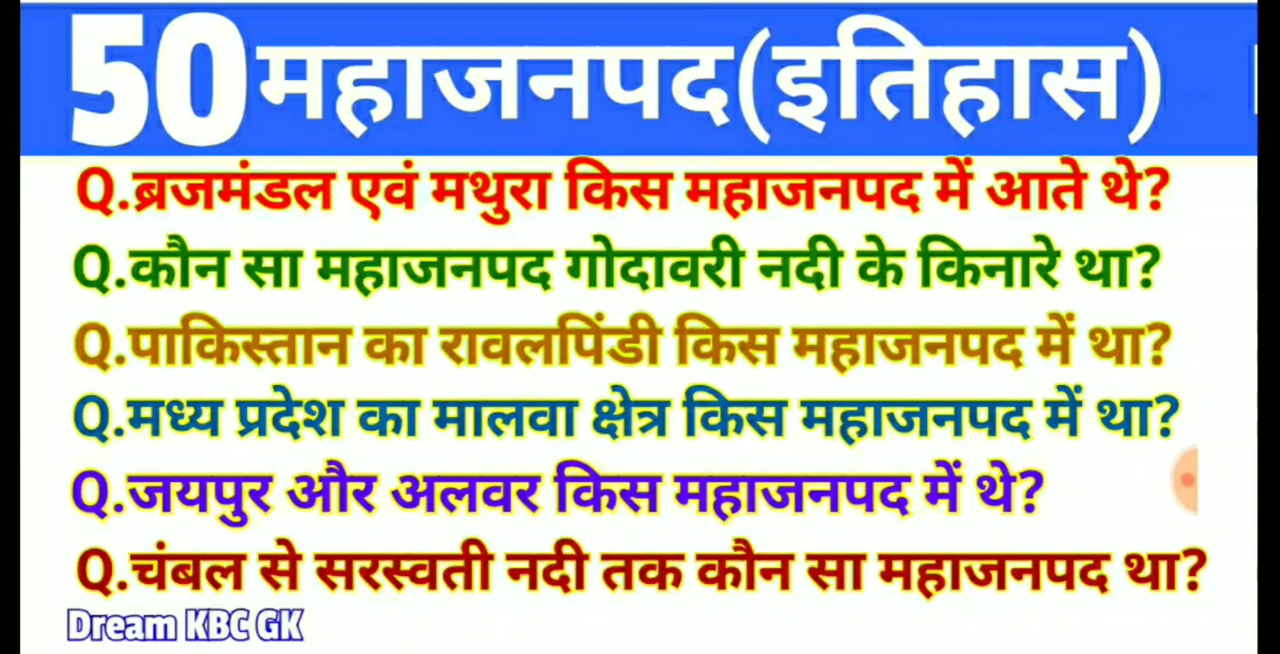 50 महाजनपद(इतिहास)
Q.ब्रजमंडल एवं मथुरा किस महाजनपद में आते थे?
Q.कौन सा महाजनपद गोदावरी नदी के किनारे था?
Q.पाकिस्तान का रावलपिंडी किस महाजनपद में था?
Q.मध्य प्रदेश का मालवा क्षेत्र किस महाजनपद में था?
Q.जयपुर और अलवर किस महाजनपद में थे?
Q.चंबल से सरस्वती नदी तक कौन सा महाजनपद था?
Dream KBC GK